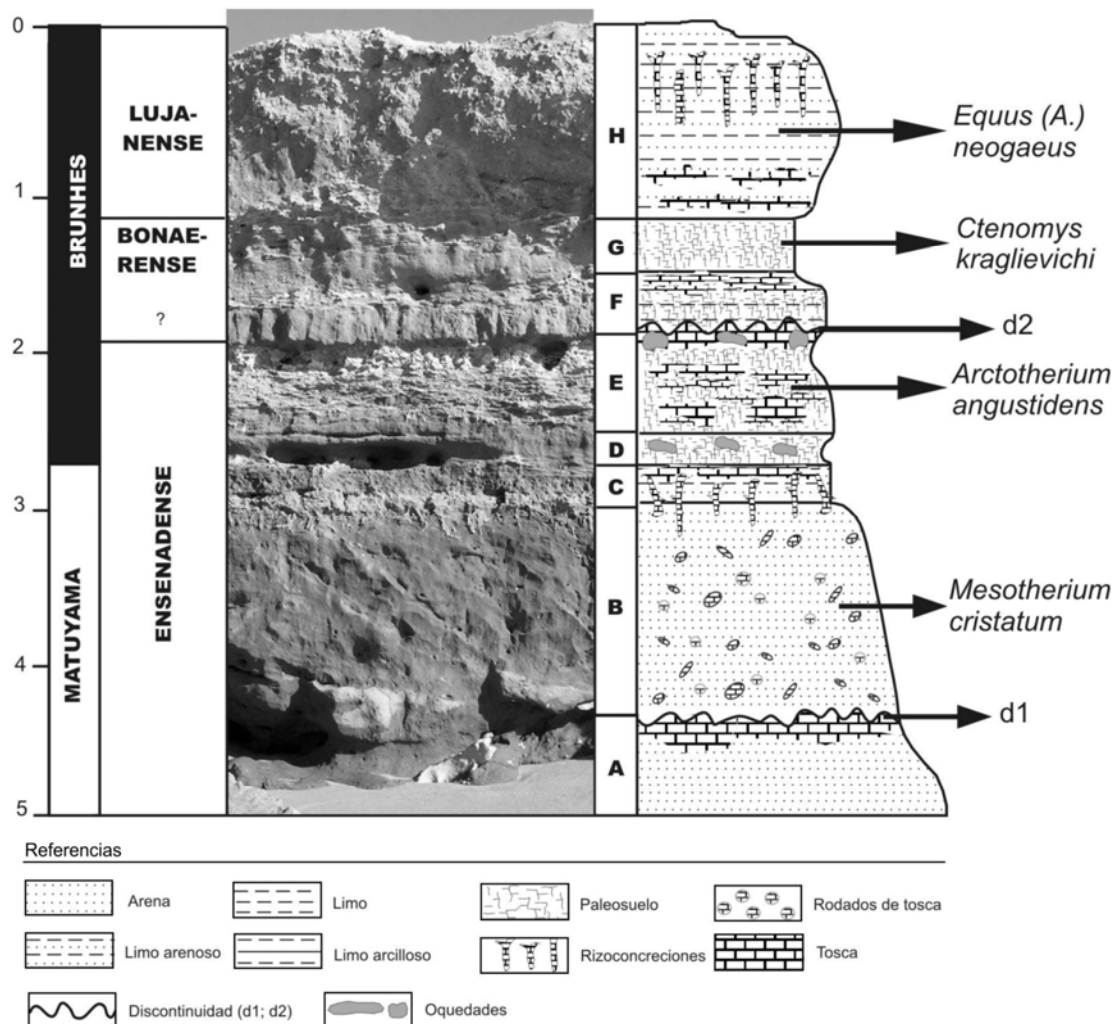 0
1
2
3
4
5
BRUNHES
MATUYAMA
LUJA-
NENSE
BONAE-
RENSE
?
ENSENADENSE
H
G
F
E
D
C
B
A
Equus (A.)
neogaeus
Ctenomys
kraglievichi
d2
Arctotherium
angustidens
Mesotherium
cristatum
d1
Referencias
Arena
Limo
Paleosuelo
Rodados de tosca
Limo arenoso
Limo arcilloso
Rizoconcreciones
Tosca
Discontinuidad (d1; d2)
Oquedades